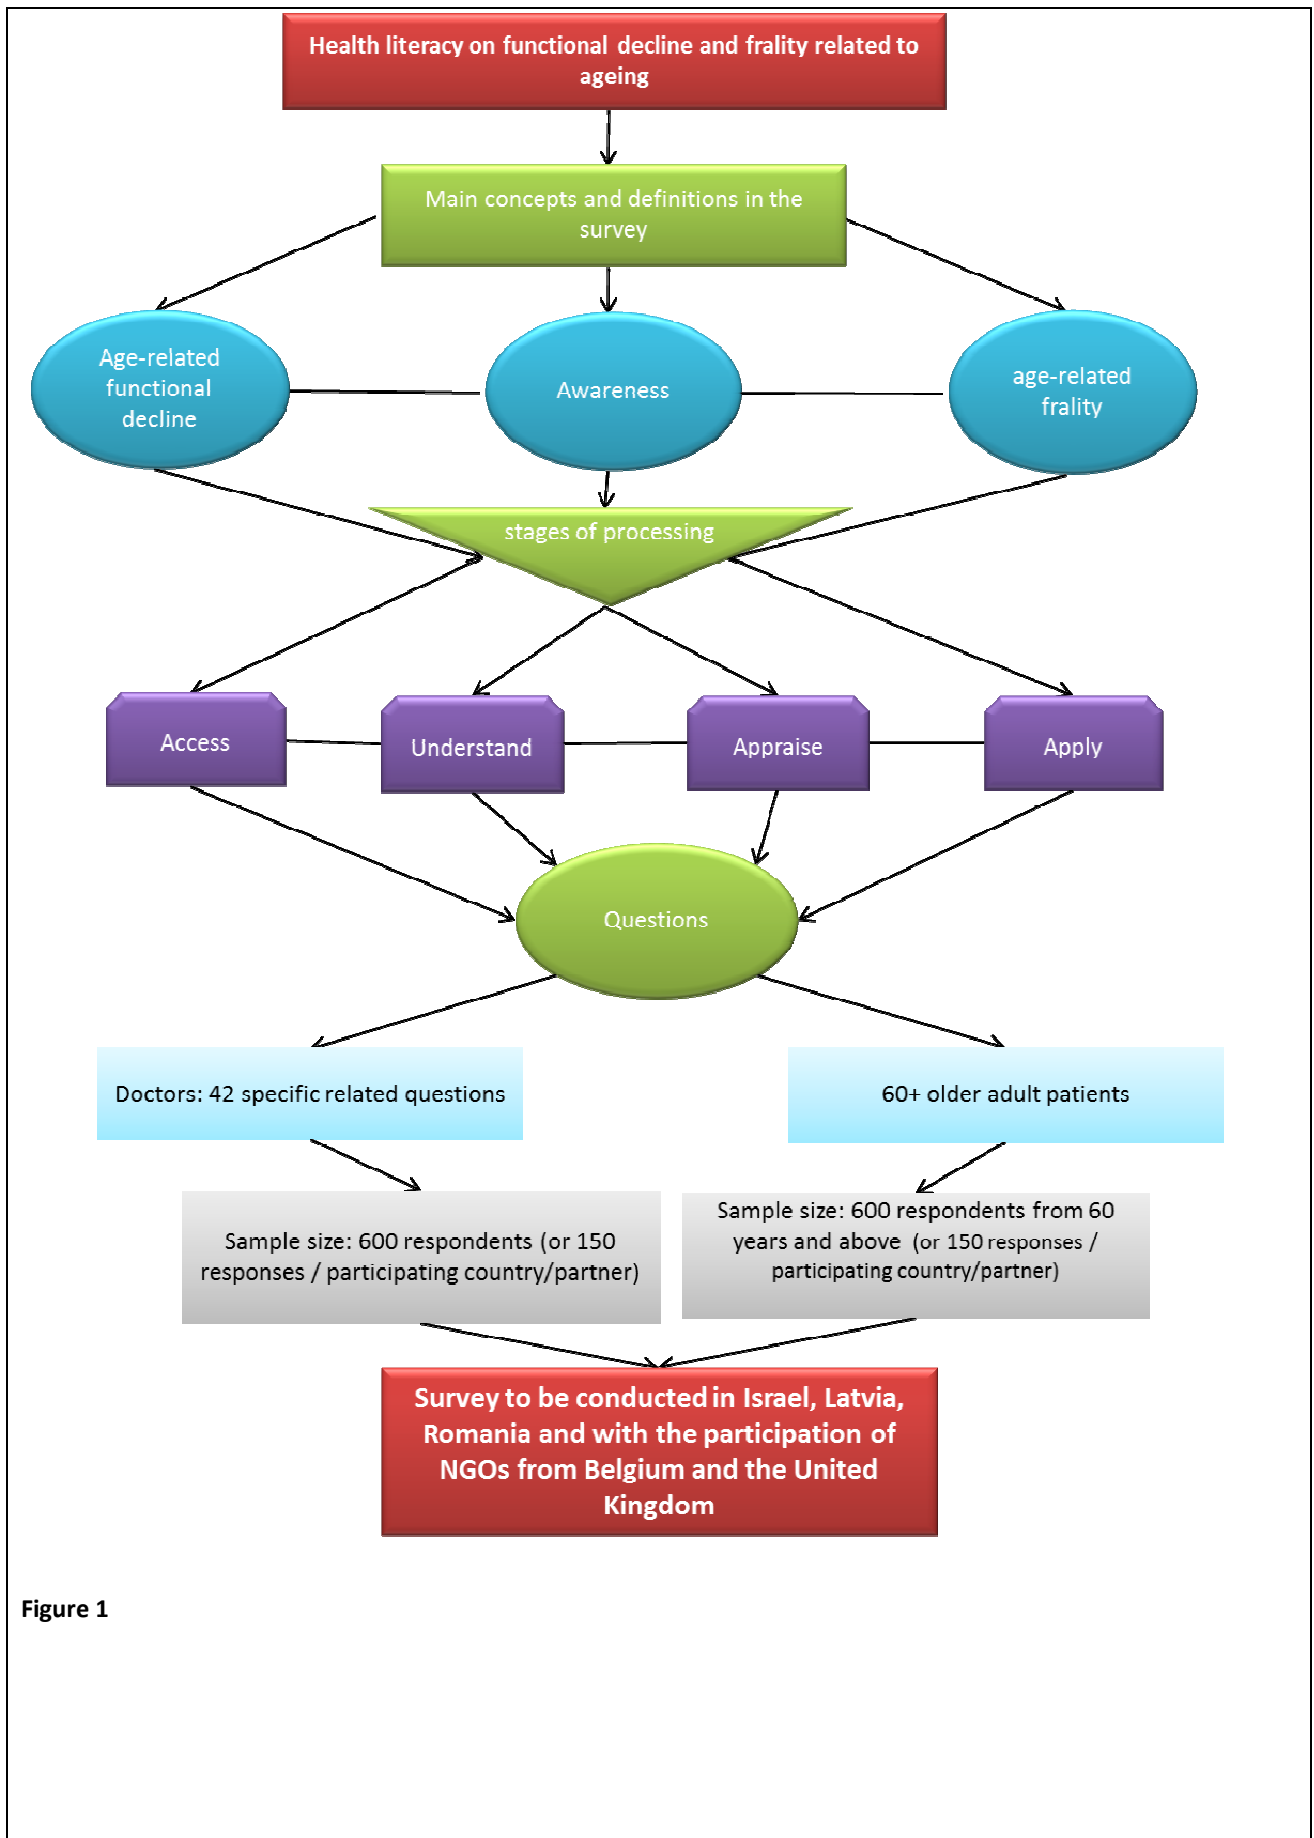 Health literacy on functional decline and frality related to
ageing
Main concepts and definitions in the
survey
Age-related
functional
decline
Awareness
age-related
frality
stages of processing
Access
Understand
Appraise
Apply
Questions
Doctors: 42 specific related questions
60+ older adult patients
Sample size: 600 respondents (or 150
responses / participating country/partner)
Sample size: 600 respondents from 60
years and above (or 150 responses /
participating country/partner)
Survey to be conducted in Israel, Latvia,
Romania and with the participation of
NGOs from Belgium and the United
Kingdom
Figure 1